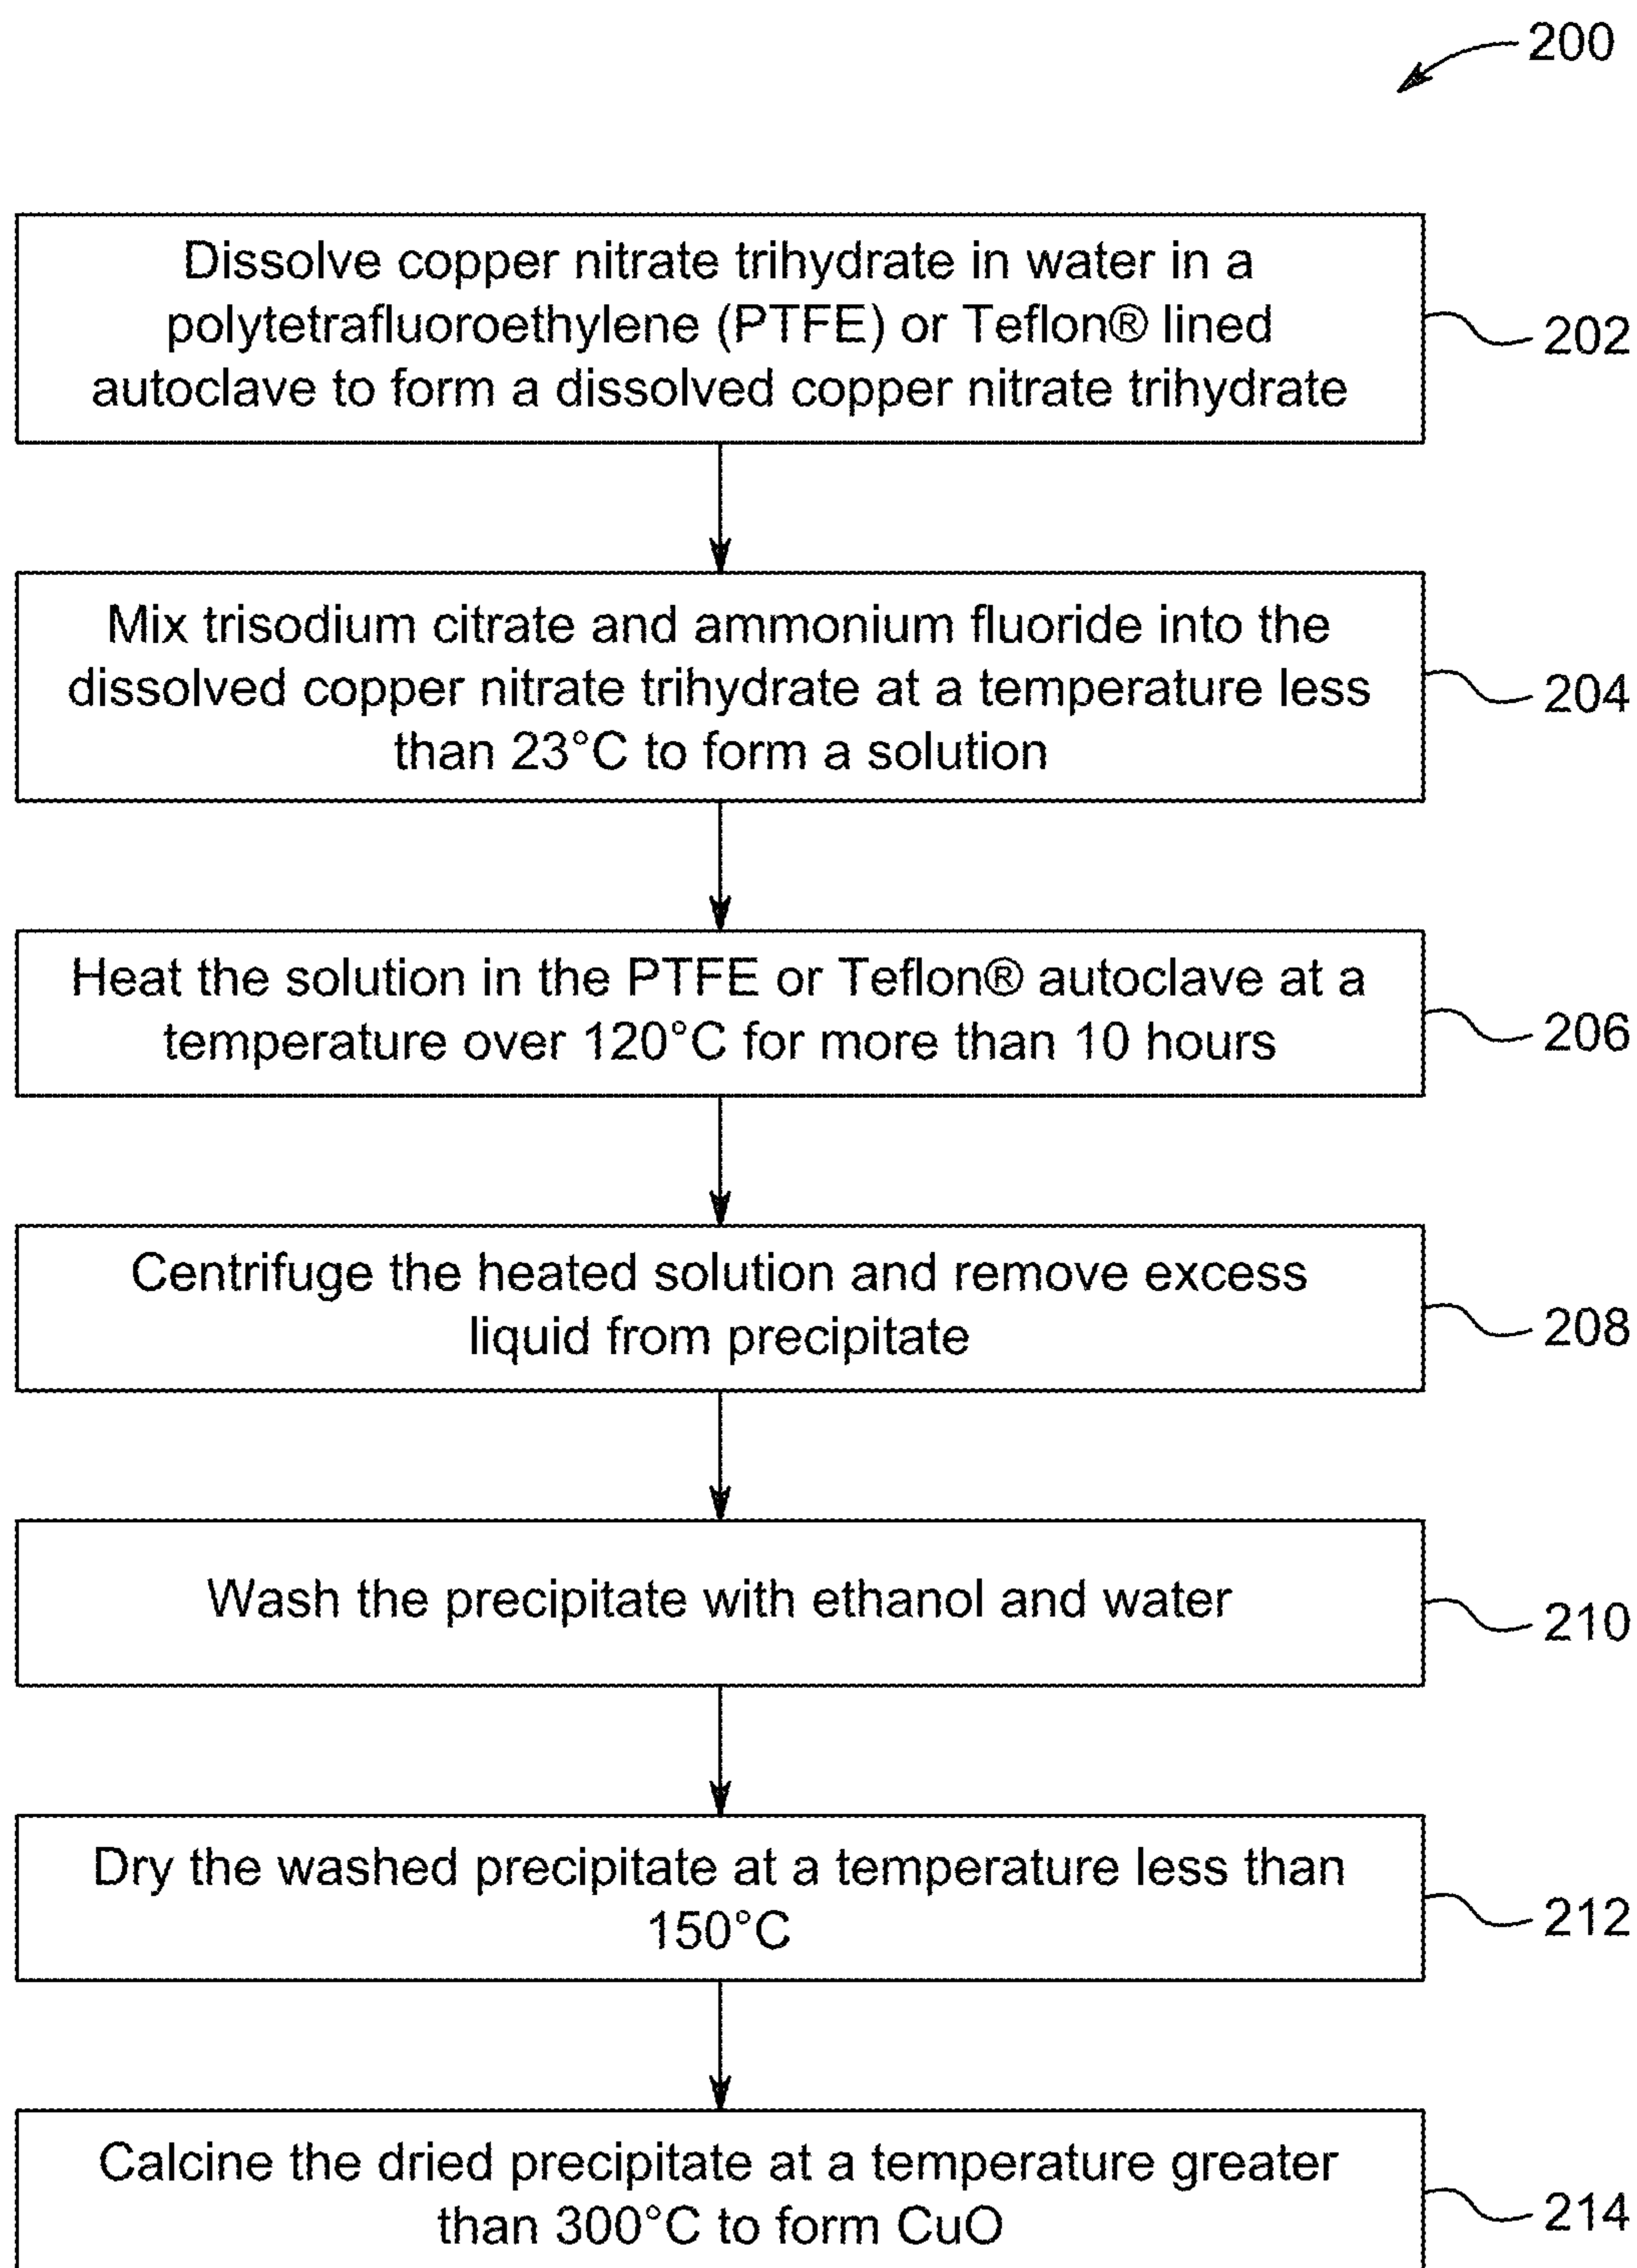 200
Dissolve copper nitrate trihydrate in water in a
polytetrafluoroethylene (PTFE) or Teflon® lined
autoclave to form a dissolved copper nitrate trihydrate
202
Mix trisodium citrate and ammonium fluoride into the
dissolved copper nitrate trihydrate at a temperature less
than 23°C to form a solution
204
Heat the solution in the PTFE or Teflon® autoclave at a
temperature over 120°C for more than 10 hours
206
Centrifuge the heated solution and remove excess
liquid from precipitate
208
Wash the precipitate with ethanol and water
210
Dry the washed precipitate at a temperature less than
150°C
212
Calcine the dried precipitate at a temperature greater
than 300°C to form CuO
214